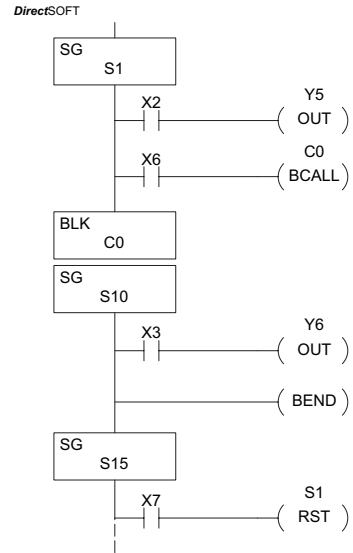 DirectSOFT
SG
S1
X2
Y5
OUT
X6
C0
BCALL
BLK
C0
SG
S10
X3
Y6
OUT
BEND
SG
S15
X7
S1
RST